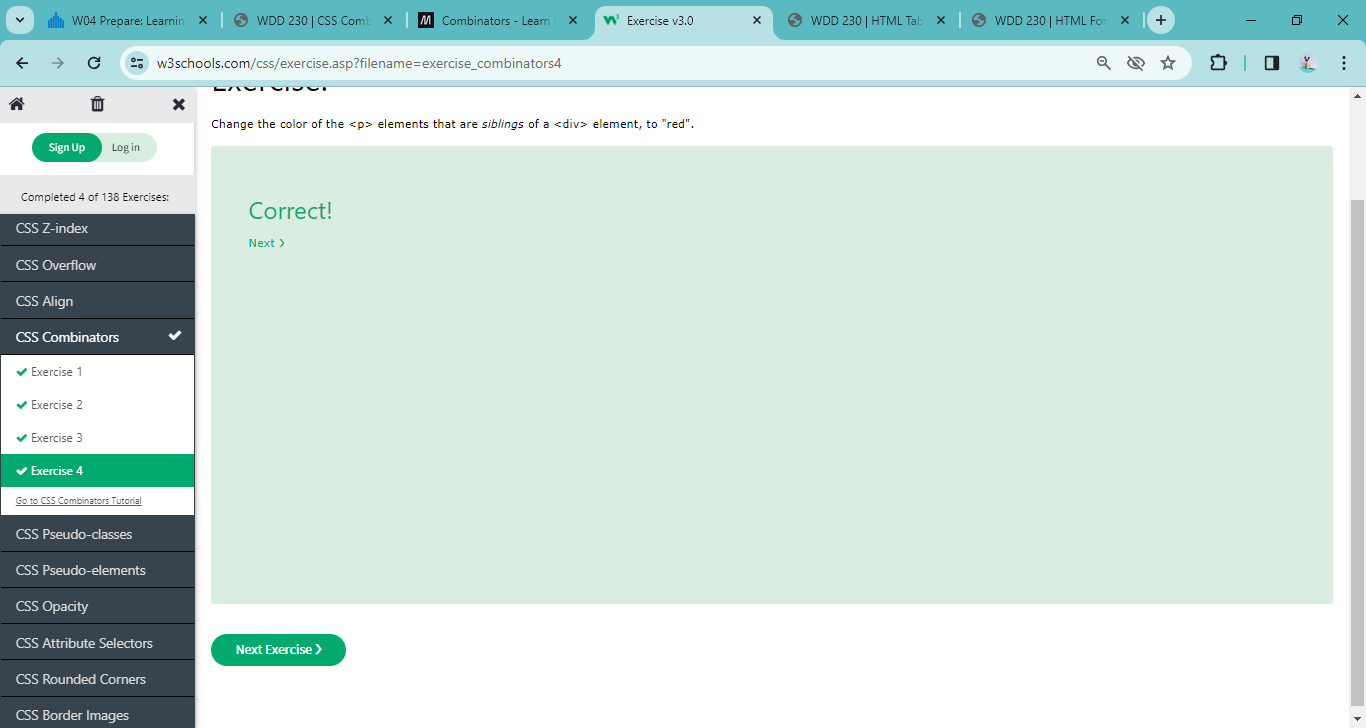 W04 Prepare: Learnin
WDD 230 | CSS Comb
Combinators - Learn
Exercise v3.0
WDD 230 | HTML Tab
WDD 230 | HTML For
w3schools.com/css/exercise.asp?filename=exercise_combinators4
Sign Up
Log in
Completed 4 of 138 Exercises:
CSS Z-index
CSS Overflow
CSS Align
CSS Combinators
Exercise 1
Exercise 2
Exercise 3
Exercise 4
Go to CSS Combinators Tutorial
CSS Pseudo-classes
CSS Pseudo-elements
CSS Opacity
CSS Attribute Selectors
CSS Rounded Corners
CSS Border Images
Exercise:
Change the color of the <p> elements that are siblings of a <div> element, to "red".
Correct!
Next ❯
Next Exercise ❯